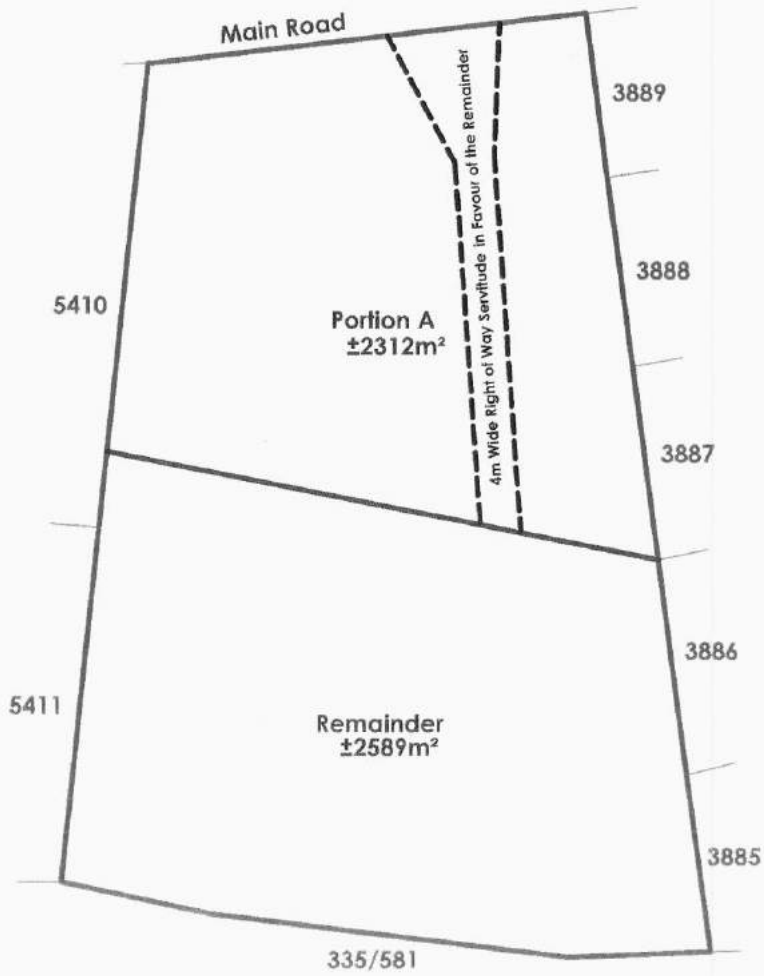 Main Road
3889
4m Wide Right of Way Servitude in Favour of the Remainder
3888
5410
Portion A
±2312m²
3887
3886
5411
Remainder
±2589m²
3885
335/581